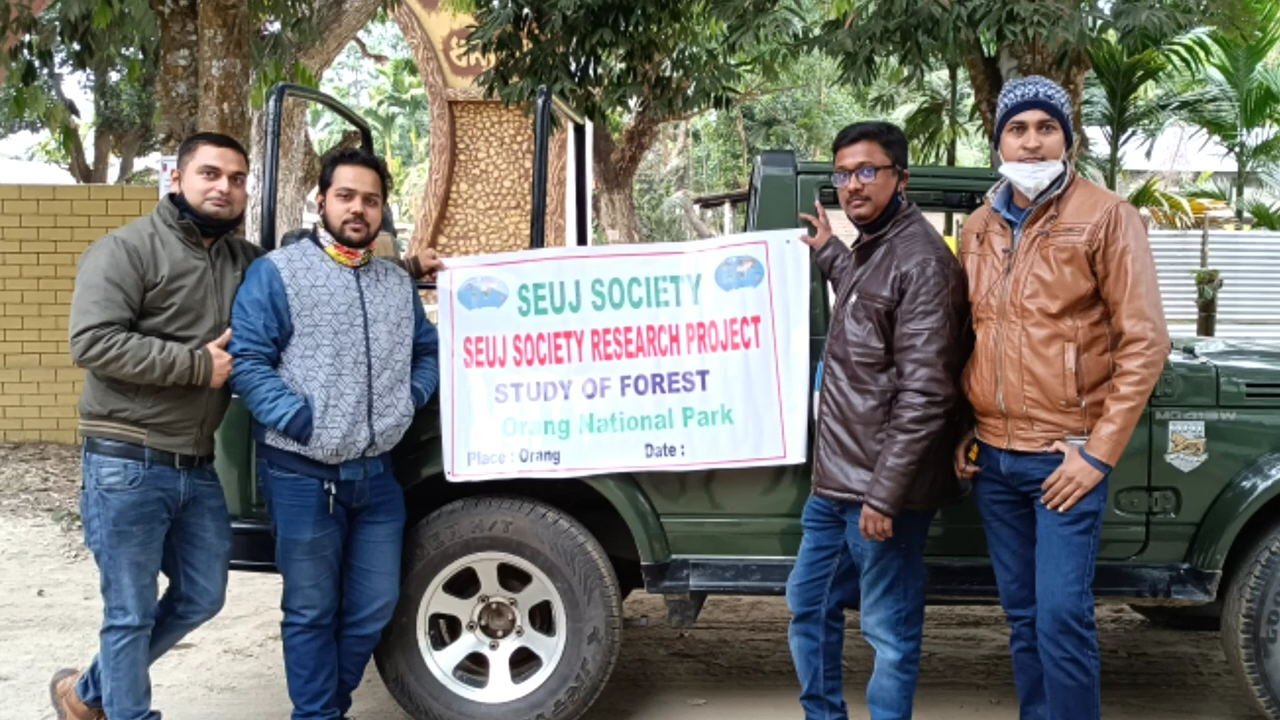 SEUJ SOCIETY
SEUJ SOCIETY RESEARCH PROJECT
STUDY OF FOREST
Orang National Park
Place : Orang Date :